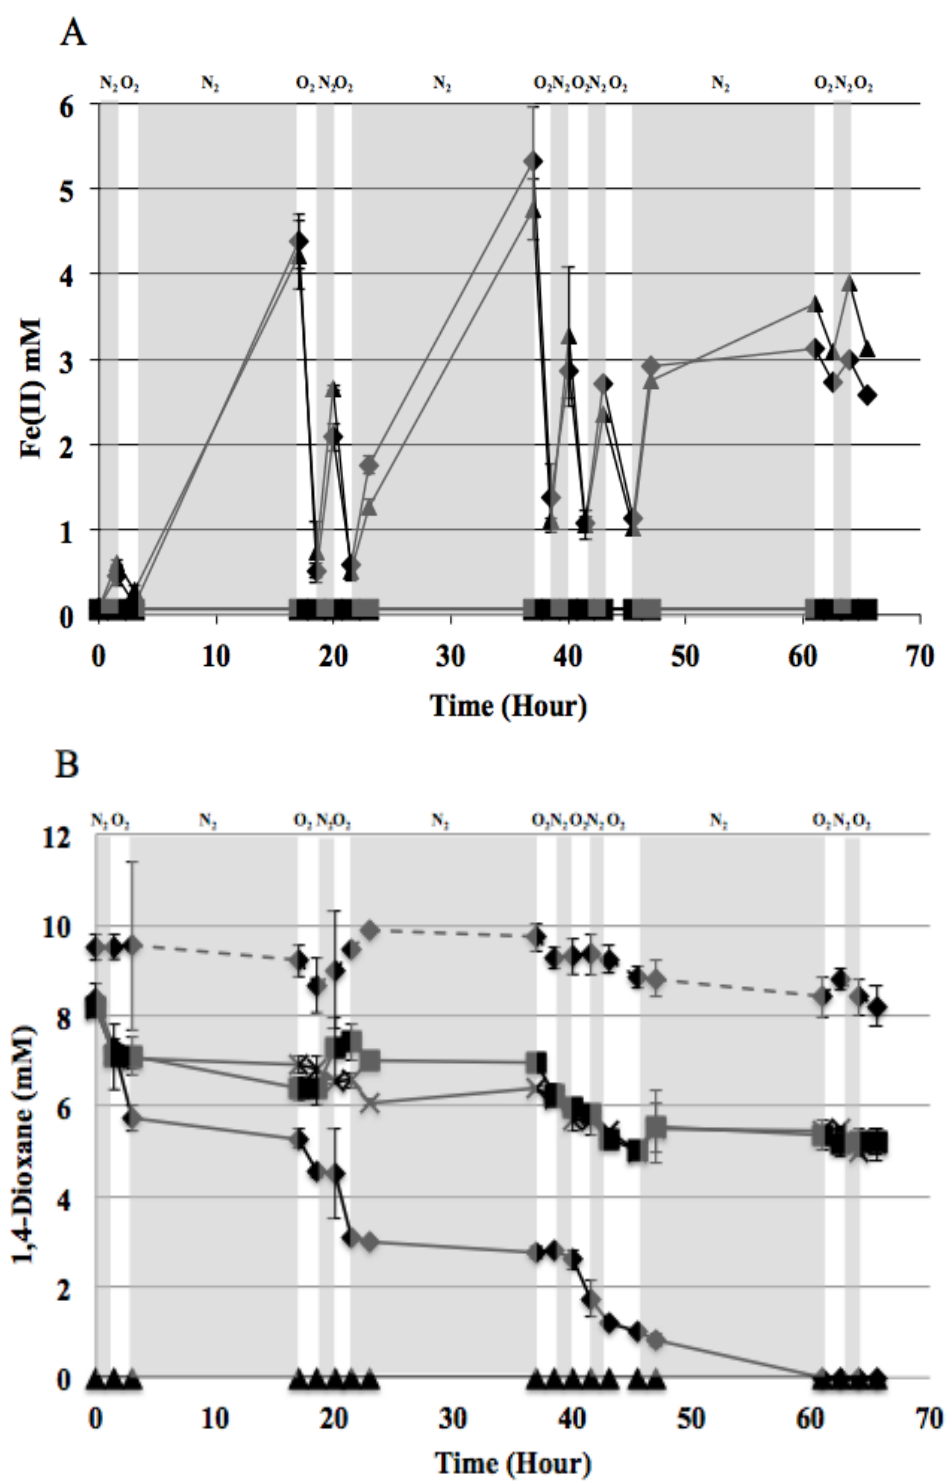 A
N₂ O₂ N₂ O₂ N₂ O₂ N₂ O₂ N₂ O₂ N₂ O₂ N₂ O₂ N₂ O₂
6
5
4
3
2
1
0
Fe(II) mM
0 10 20 30 40 50 60 70
Time (Hour)
B
N₂ O₂ N₂ O₂ N₂ O₂ N₂ O₂ N₂ O₂ N₂ O₂ N₂ O₂ N₂ O₂
12
10
8
6
4
2
0
1,4-Dioxane (mM)
0 10 20 30 40 50 60 70
Time (Hour)